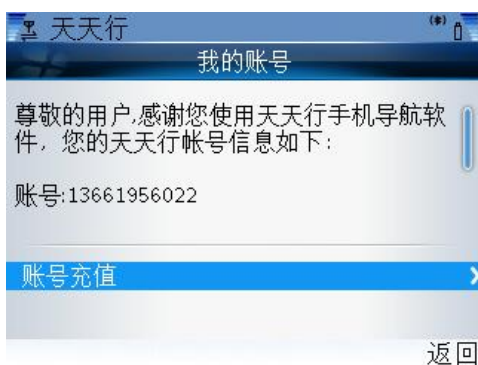 天天行
我的账号
尊敬的用户,感谢您使用天天行手机导航软
件，您的天天行帐号信息如下:
账号:13661956022
账号充值
返回